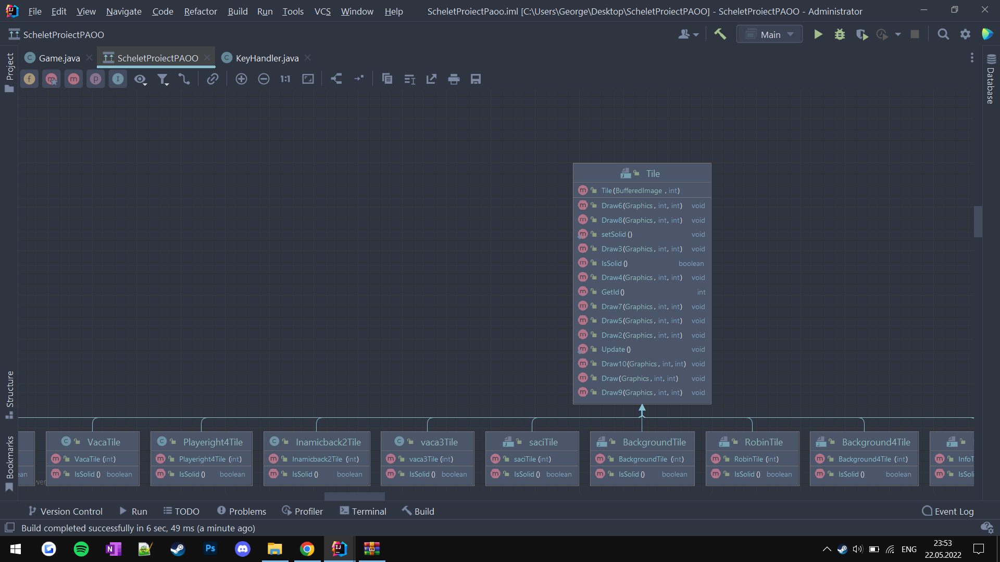 File Edit View Navigate Code Refactor Build Run Tools VCS Window Help ScheletProiectPaoo.iml [C:\Users\George\Desktop\ScheletProiectPAOO] - ScheletProiectPAOO - Administrator
ScheletProiectPAOO Main
Project
Game.java ScheletProiectPAOO KeyHandler.java
Database
f m m p I 1:1
Tile
Tile(BufferedImage , int)
Draw6(Graphics, int, int) void
Draw8(Graphics, int, int) void
setSolid () void
Draw3(Graphics, int, int) void
IsSolid () boolean
Draw4(Graphics, int, int) void
GetId() int
Draw7(Graphics, int, int) void
Draw5(Graphics, int, int) void
Draw2(Graphics, int, int) void
Update () void
Draw10(Graphics, int, int) void
Draw(Graphics, int, int) void
Draw9(Graphics, int, int) void
Structure
Bookmarks
VacaTile Playeright4Tile Inamicback2Tile vaca3Tile saciTile BackgroundTile RobinTile Background4Tile
VacaTile (int) Playeright4Tile (int) Inamicback2Tile (int) vaca3Tile (int) saciTile (int) BackgroundTile (int) RobinTile (int) Background4Tile (int) InfoT
ean IsSolid () boolean IsSolid () boolean IsSolid () boolean IsSolid () boolean IsSolid () boolean IsSolid () boolean IsSolid () boolean IsSolid () boolean IsSoli
wer
Version Control Run TODO Problems Profiler Terminal Build Event Log
Build completed successfully in 6 sec, 49 ms (a minute ago)
ENG 23:53
22.05.2022